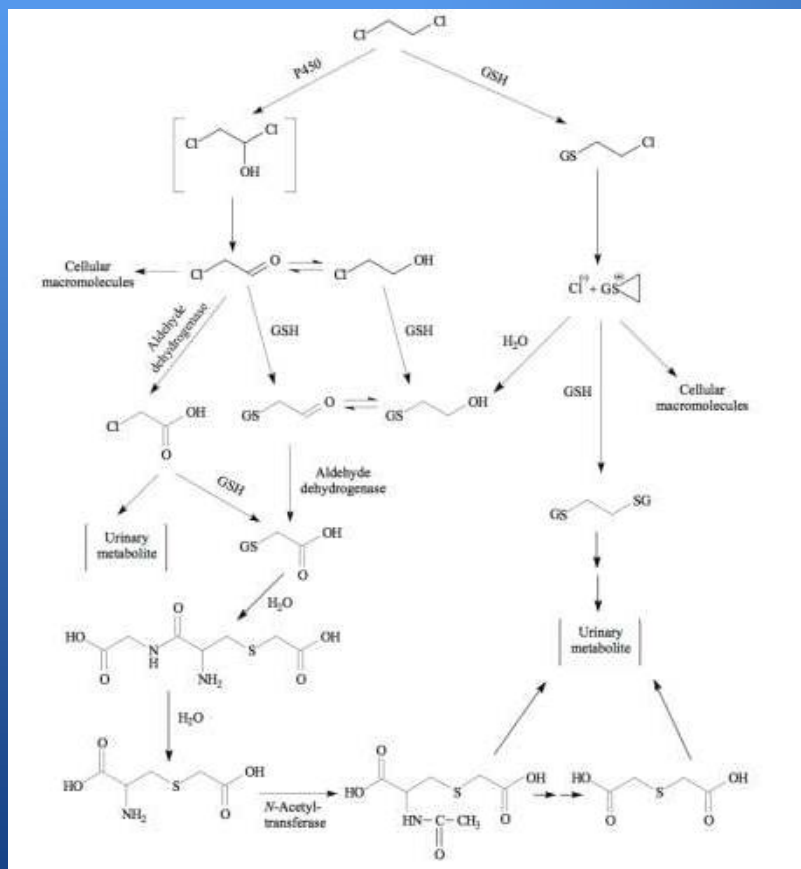 Cl
Cl
P450
GSH
Cl
Cl
OH
GS
Cl
Cellular
macromolecules
Cl
O
Cl
OH
Cl(-) + GS(+)
Aldehyde
dehydrogenase
GSH
GSH
H₂O
GSH
Cellular
macromolecules
Cl
OH
O
GS
O
GS
OH
GSH
Aldehyde
dehydrogenase
Urinary
metabolite
GS
OH
O
GS
SG
H₂O
HO
O
N
H
O
NH₂
S
OH
O
Urinary
metabolite
H₂O
HO
O
NH₂
S
OH
O
N-Acetyl-
transferase
HO
O
S
OH
O
HN—C—CH₃
O
HO
O
S
OH
O